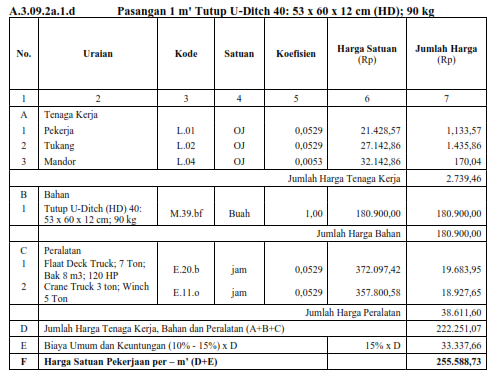 A.3.09.2a.1.d Pasangan 1 m' Tutup U-Ditch 40: 53 x 60 x 12 cm (HD); 90 kg
No. Uraian Kode Satuan Koefisien Harga Satuan (Rp) Jumlah Harga (Rp)
1 2 3 4 5 6 7
A Tenaga Kerja
1 Pekerja L.01 OJ 0,0529 21.428,57 1,133,57
2 Tukang L.02 OJ 0,0529 27.142,86 1.435,86
3 Mandor L.04 OJ 0,0053 32.142,86 170,04
Jumlah Harga Tenaga Kerja 2.739,46
B Bahan
1 Tutup U-Ditch (HD) 40:
53 x 60 x 12 cm; 90 kg M.39.bf Buah 1,00 180.900,00 180.900,00
Jumlah Harga Bahan 180.900,00
C Peralatan
1 Flaat Deck Truck; 7 Ton;
Bak 8 m3; 120 HP E.20.b jam 0,0529 372.097,42 19.683,95
2 Crane Truck 3 ton; Winch
5 Ton E.11.o jam 0,0529 357.800,58 18.927,65
Jumlah Harga Peralatan 38.611,60
D Jumlah Harga Tenaga Kerja, Bahan dan Peralatan (A+B+C) 222.251,07
E Biaya Umum dan Keuntungan (10% - 15%) x D 15% x D 33.337,66
F Harga Satuan Pekerjaan per – m' (D+E) 255.588,73